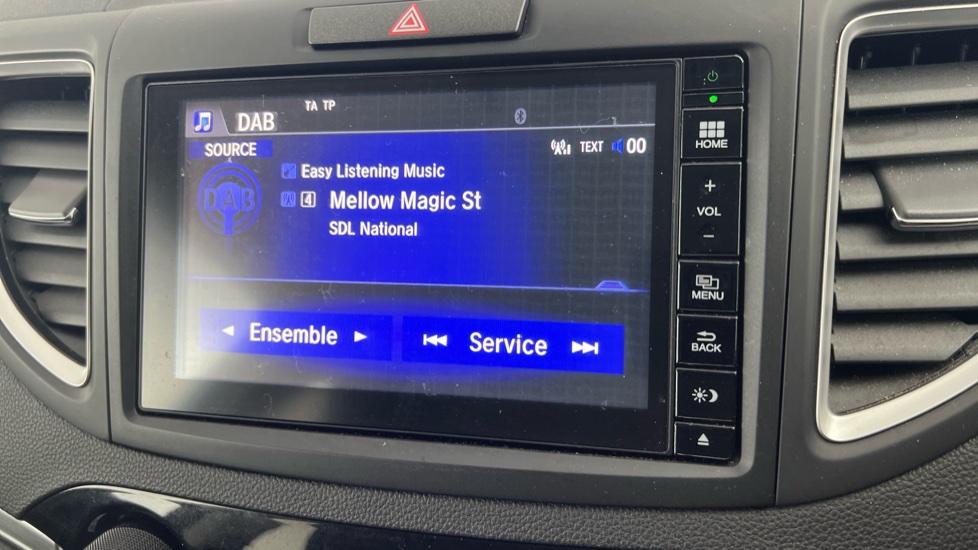 TA TP
DAB
SOURCE
TEXT 00
DAB
Easy Listening Music
4 Mellow Magic St
SDL National
Ensemble
Service
HOME
+
VOL
−
MENU
BACK